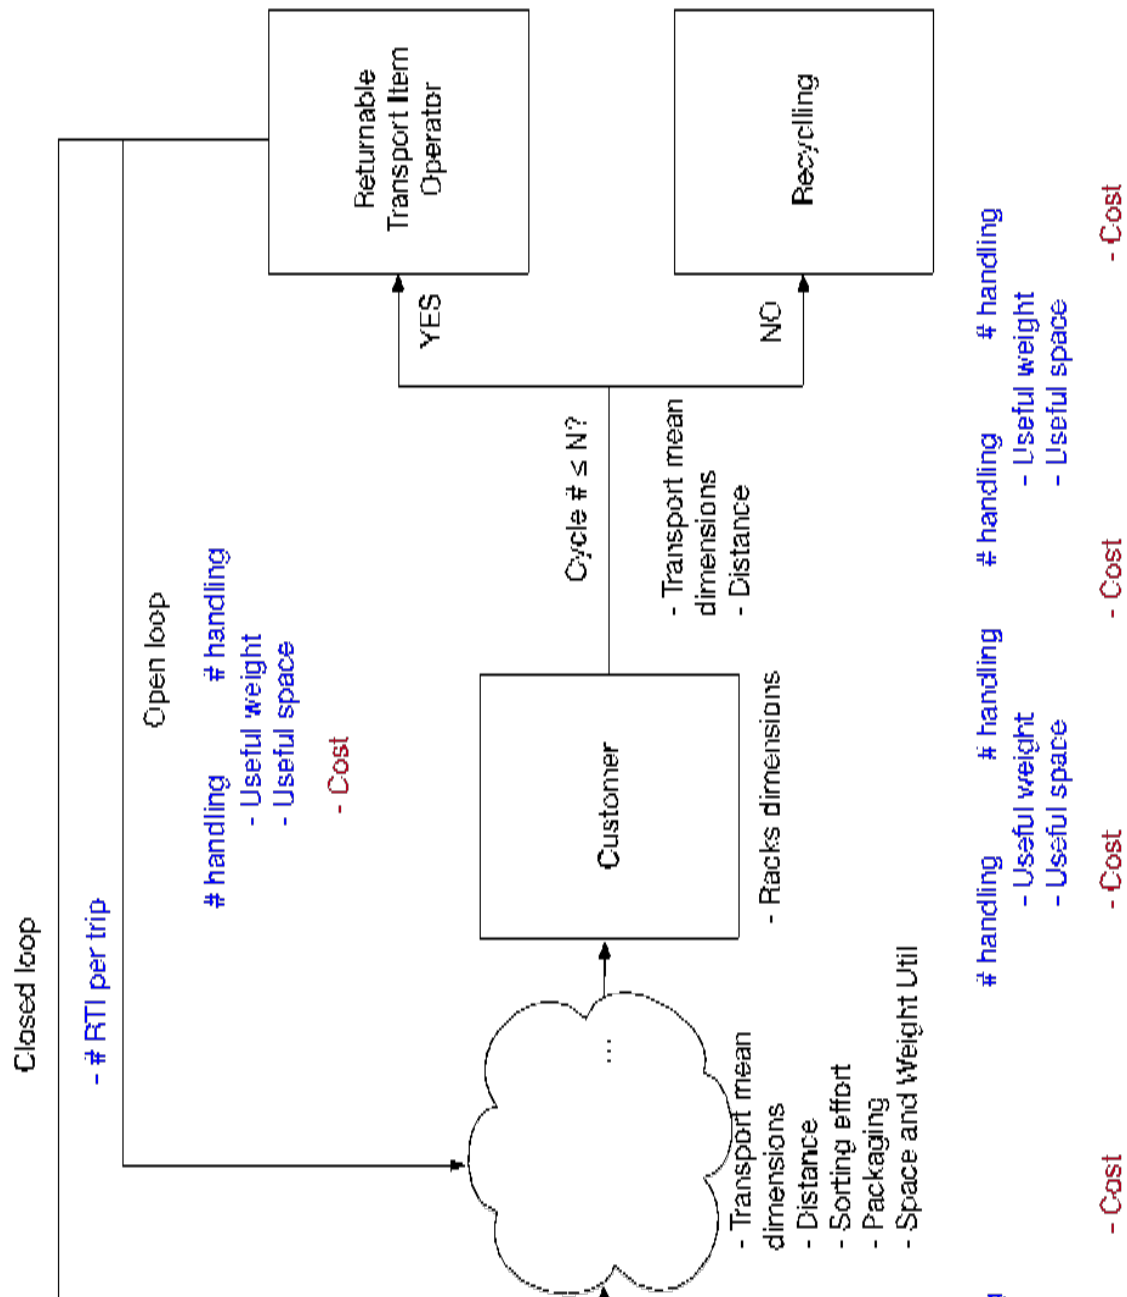 Closed loop
- # RTI per trip
Open loop
# handling
# handling
- Useful weight
- Useful space
- Cost
Returnable
Transport Item
Operator
YES
Cycle # ≤ N?
- Transport mean
dimensions
- Distance
NO
Recyclling
Customer
- Racks dimensions
...
- Transport mean
dimensions
- Distance
- Sorting effort
- Packaging
- Space and Weight Util
# handling
# handling
- Useful weight
- Useful space
# handling
# handling
- Useful weight
- Useful space
- Cost
- Cost
- Cost
- Cost